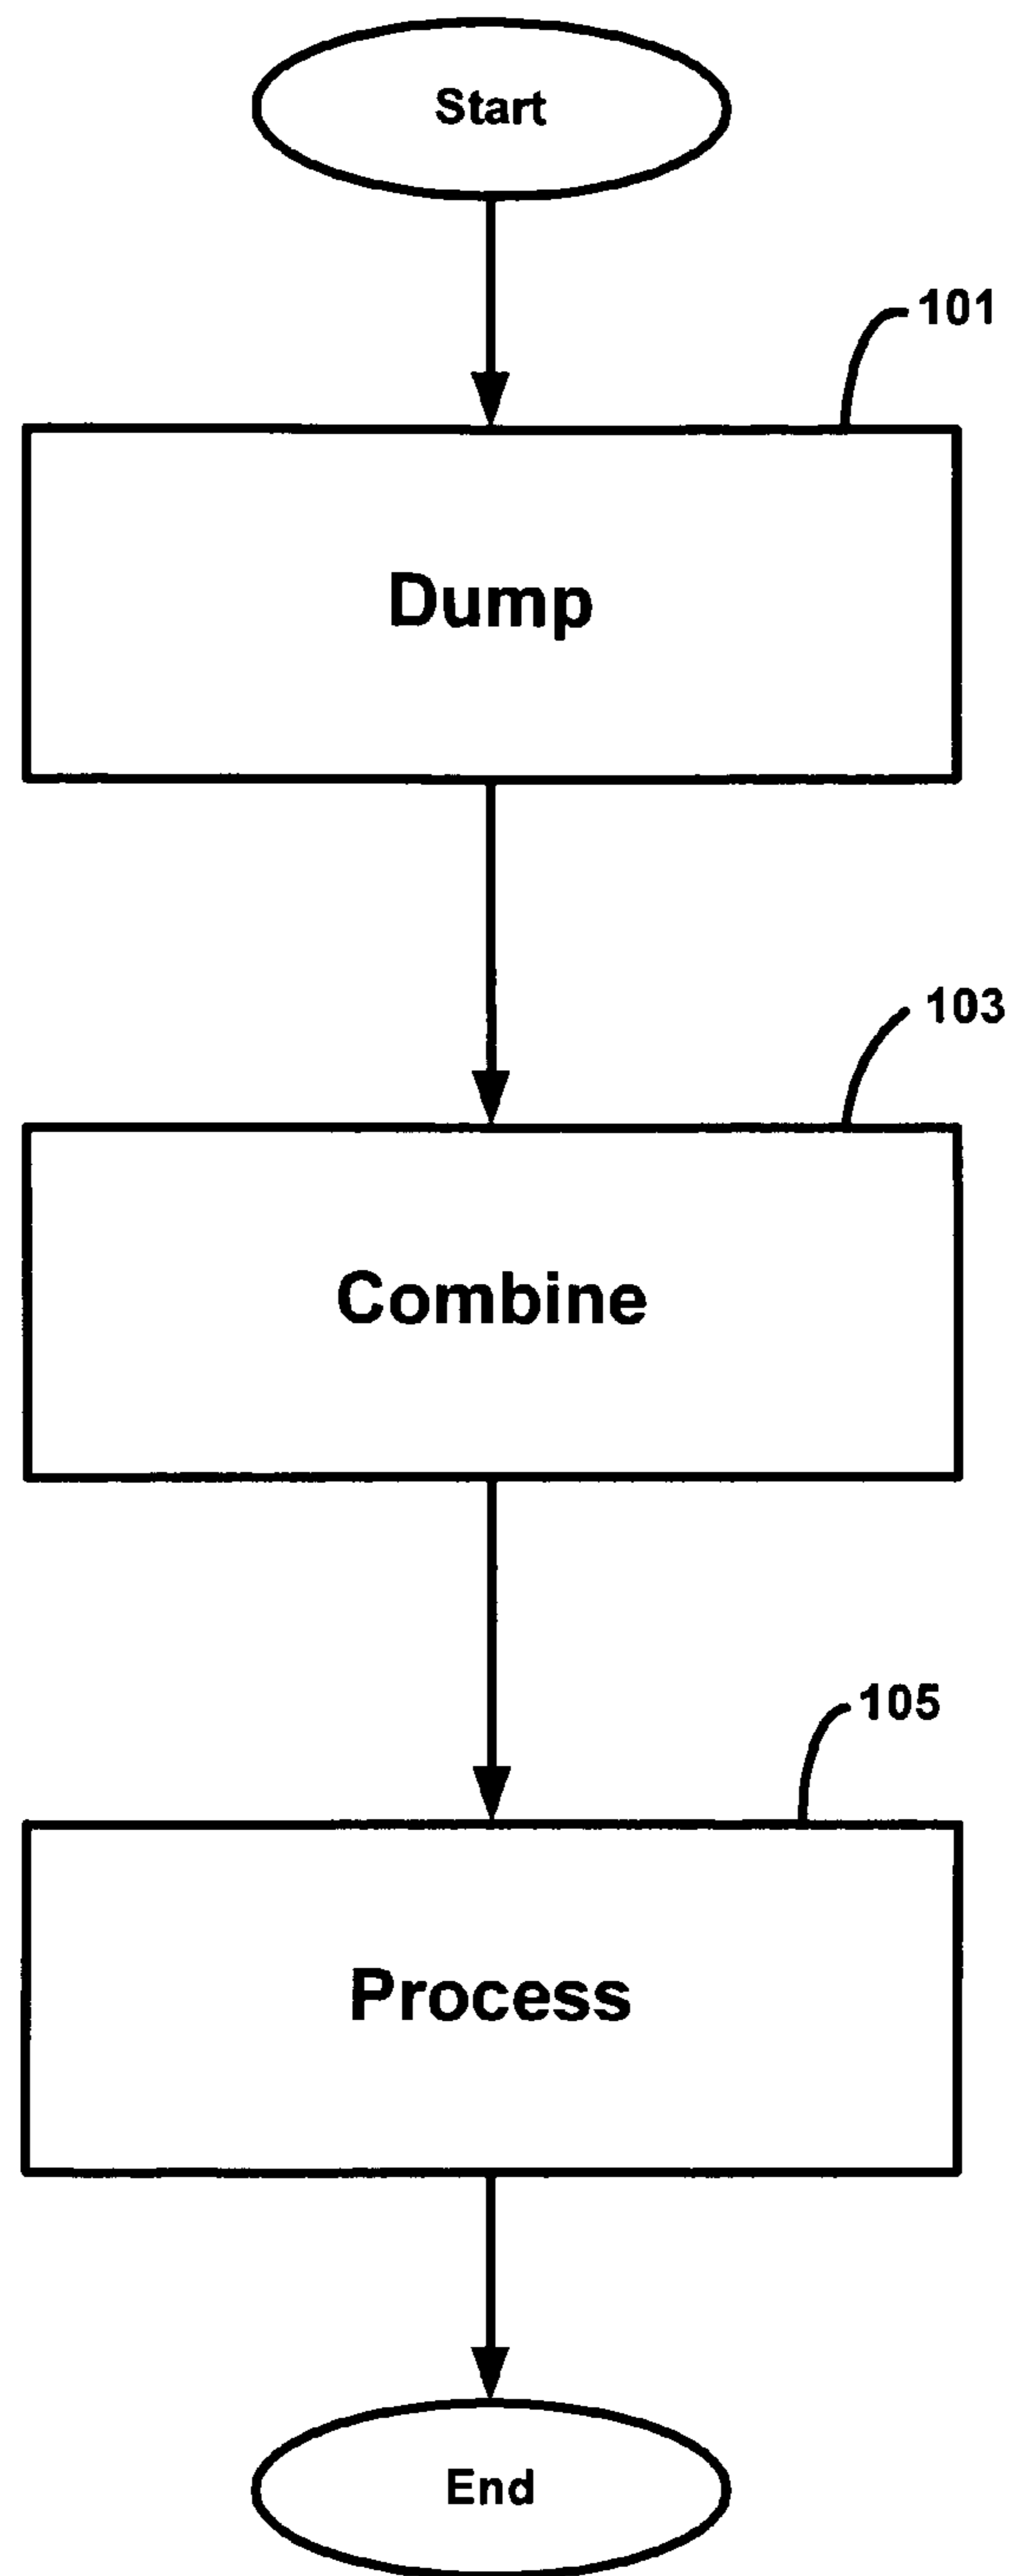 Start
101
Dump
103
Combine
105
Process
End